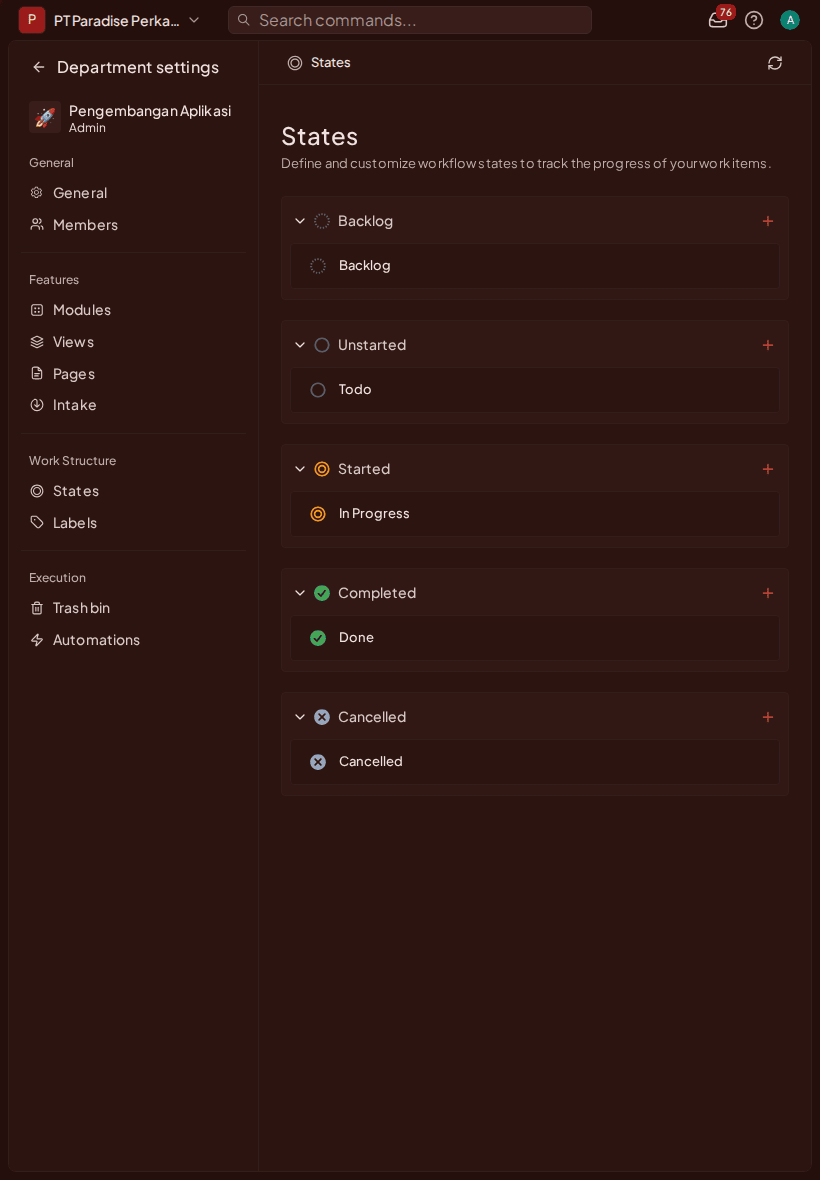 P
PT Paradise Perka...
Search commands...
76
A
Department settings
States
Pengembangan Aplikasi
Admin
General
General
Members
Features
Modules
Views
Pages
Intake
Work Structure
States
Labels
Execution
Trash bin
Automations
States
Define and customize workflow states to track the progress of your work items.
Backlog
Backlog
Unstarted
Todo
Started
In Progress
Completed
Done
Cancelled
Cancelled